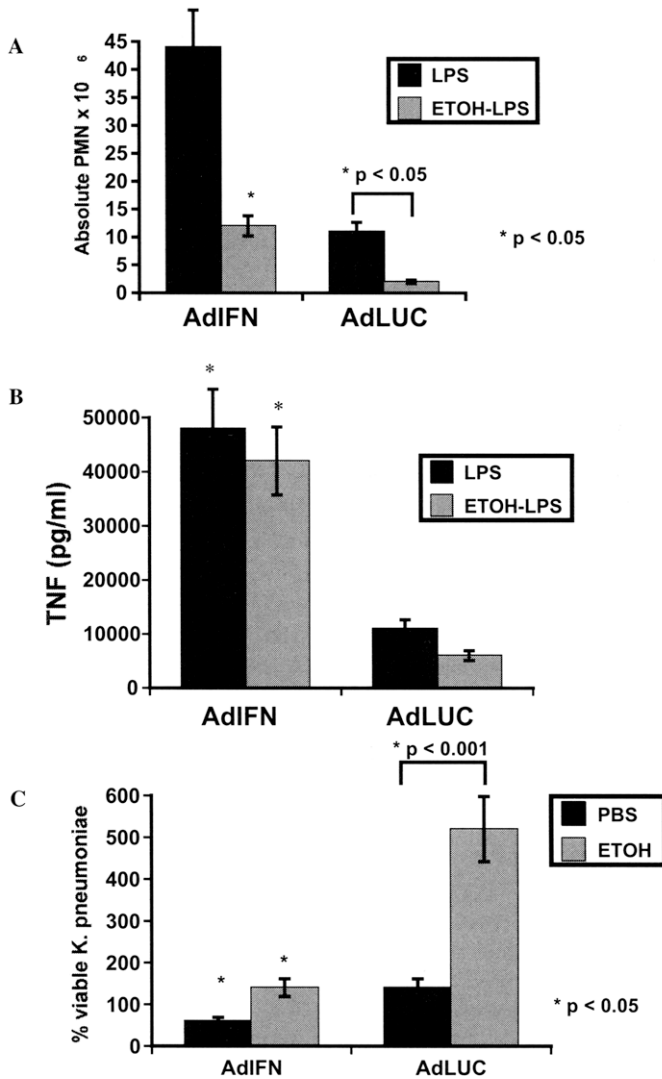 A
Absolute PMN x 10 6
45
40
35
30
25
20
15
10
5
0
*
* p < 0.05
LPS
ETOH-LPS
* p < 0.05
AdIFN
AdLUC
B
TNF (pg/ml)
50000
40000
30000
20000
10000
0
*
*
LPS
ETOH-LPS
AdIFN
AdLUC
* p < 0.001
C
% viable K. pneumoniae
600
500
400
300
200
100
0
*
*
PBS
ETOH
* p < 0.05
AdIFN
AdLUC